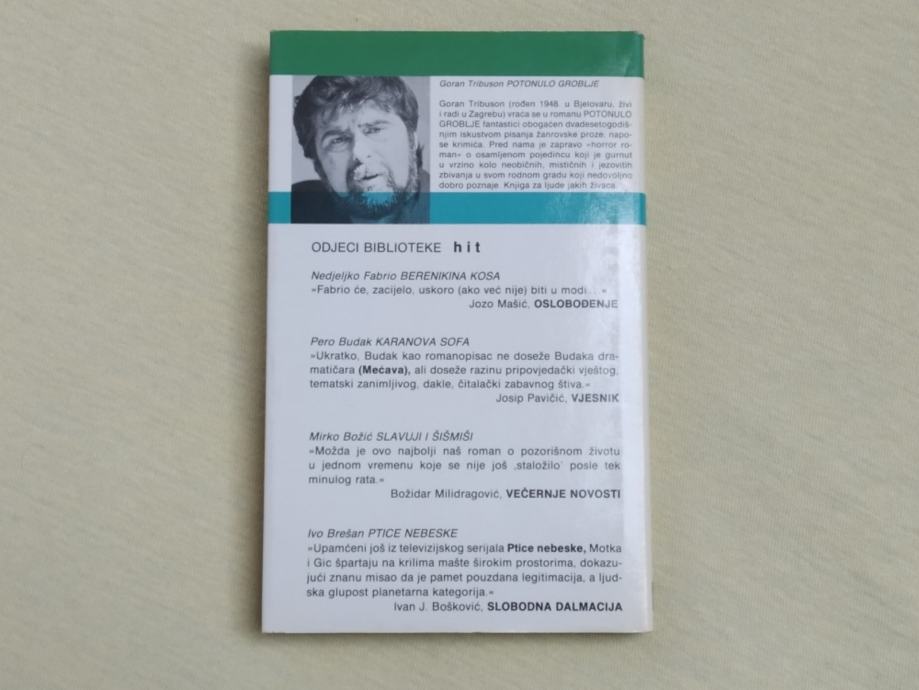 Goran Tribuson POTONULO GROBLJE
Goran Tribuson (rođen 1948. u Bjelovaru, živi
i radi u Zagrebu) vraća se u romanu POTONULO
GROBLJE fantastici obogaćen dvadesetogodiš-
njim iskustvom pisanja žanrovske proze, napo-
se krimića. Pred nama je zapravo »horror ro-
man« o osamljenom pojedincu koji je gurnut
u vrzino kolo neobičnih, mističnih i jezovitih
zbivanja u svom rodnom gradu koji nedovoljno
dobro poznaje. Knjiga za ljude jakih živaca.
ODJECI BIBLIOTEKE hit
Nedjeljko Fabrio BERENIKINA KOSA
»Fabrio će, zacijelo, uskoro (ako već nije) biti u modi...«
Jozo Mašić, OSLOBOĐENJE
Pero Budak KARANOVA SOFA
»Ukratko, Budak kao romanopisac ne doseže Budaka dra-
matičara (Mećava), ali doseže razinu pripovjedački vještog,
tematski zanimljivog, dakle, čitalački zabavnog štiva.«
Josip Pavičić, VJESNIK
Mirko Božić SLAVUJI I ŠIŠMIŠI
»Možda je ovo najbolji naš roman o pozorišnom životu
u jednom vremenu koje se nije još ‚staložilo’ posle tek
minulog rata.«
Božidar Milidragović, VEČERNJE NOVOSTI
Ivo Brešan PTICE NEBESKE
»Upamćeni još iz televizijskog serijala Ptice nebeske, Motka
i Gic špartaju na krilima mašte širokim prostorima, dokazu-
jući znanu misao da je pamet pouzdana legitimacija, a ljud-
ska glupost planetarna kategorija.«
Ivan J. Bošković, SLOBODNA DALMACIJA